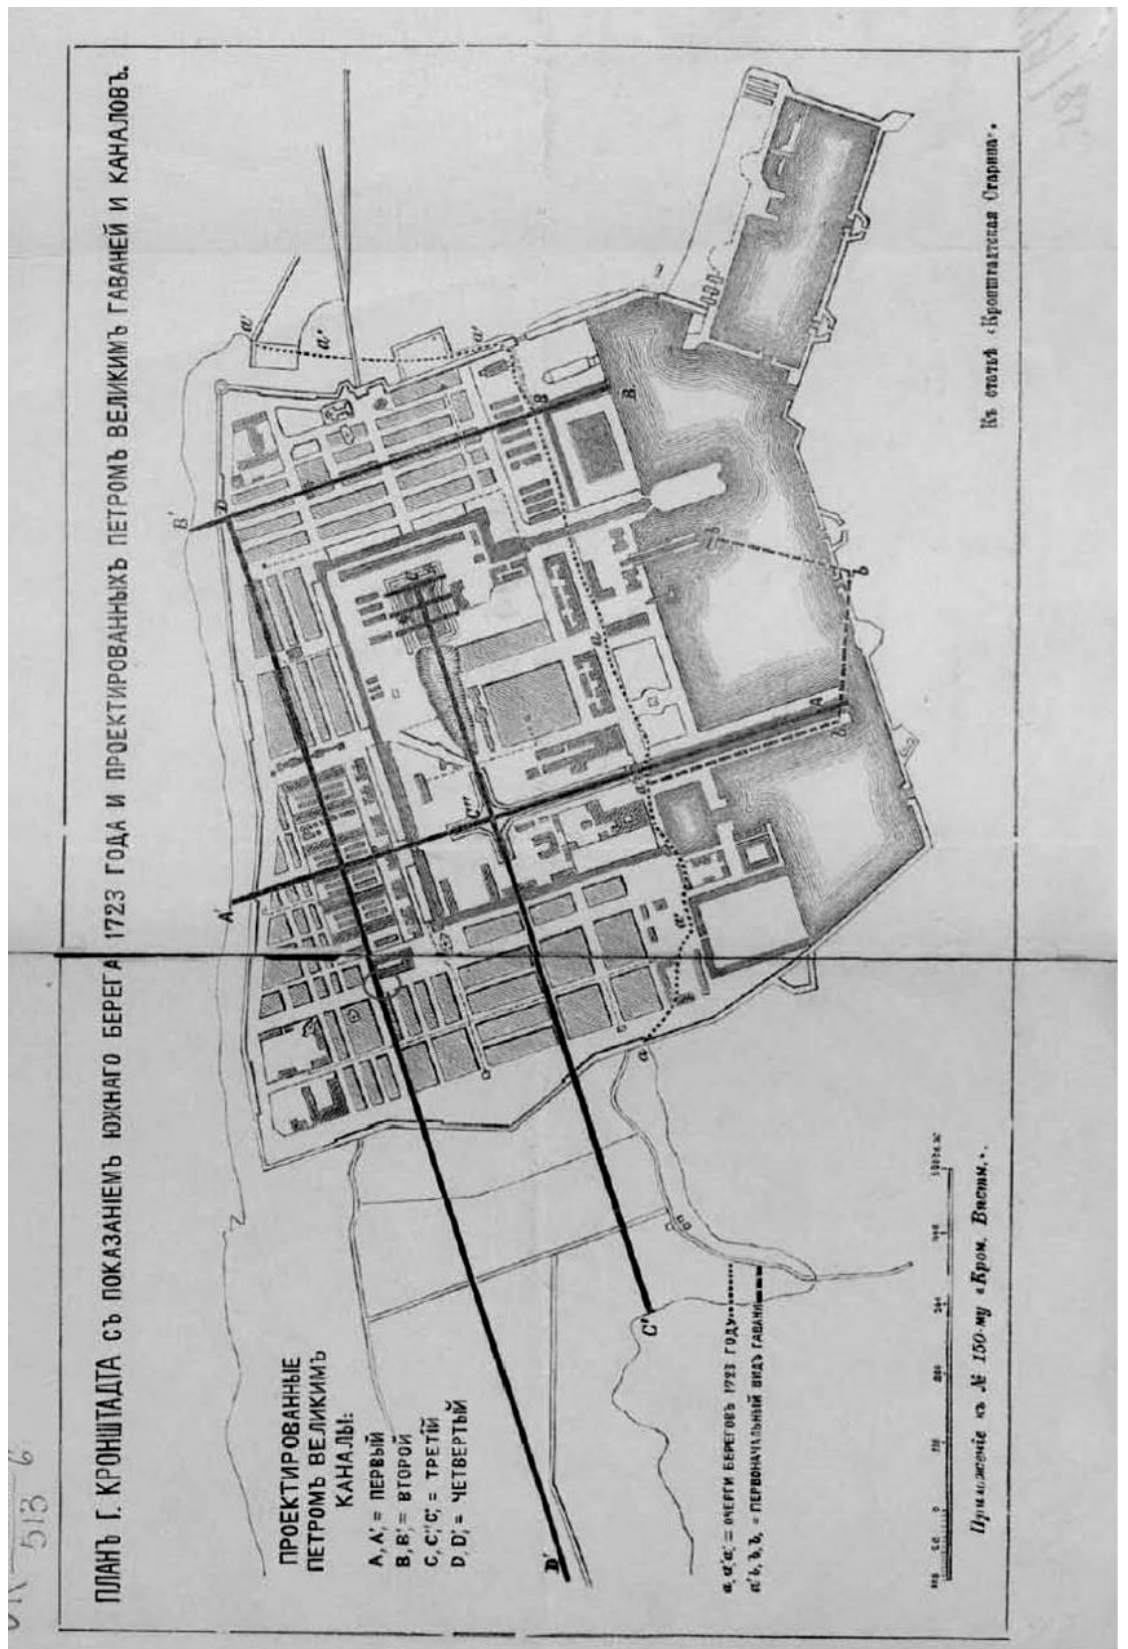 ПЛАНЪ Г. КРОНШТАДТА СЪ ПОКАЗАНІЕМЪ ЮЖНАГО БЕРЕГА 1723 ГОДА И ПРОЕКТИРОВАННЫХЪ ПЕТРОМЪ ВЕЛИКИМЪ ГАВАНЕЙ И КАНАЛОВЪ.
ПРОЕКТИРОВАННЫЕ
ПЕТРОМЪ ВЕЛИКИМЪ
КАНАЛЫ:
А, А', = ПЕРВЫЙ
В, В', = ВТОРОЙ
С, С," С', = ТРЕТІЙ
D, D', = ЧЕТВЕРТЫЙ
a, a', a', = БЕРЕГОВЪ 1723 ГОДУ
a' b, b, b, = ПЕРВОНАЧАЛЬНЫЙ ВИДЪ ГАВАНИ
Къ статьѣ «Кронштадтская Старина».
Приложеніе къ № 150-му «Крон. Вѣстн.».
A'
A
B'
B
B
C'
C"
D'
D
a'
a"
a'
a
a'
a
b
b
b
0
513
6